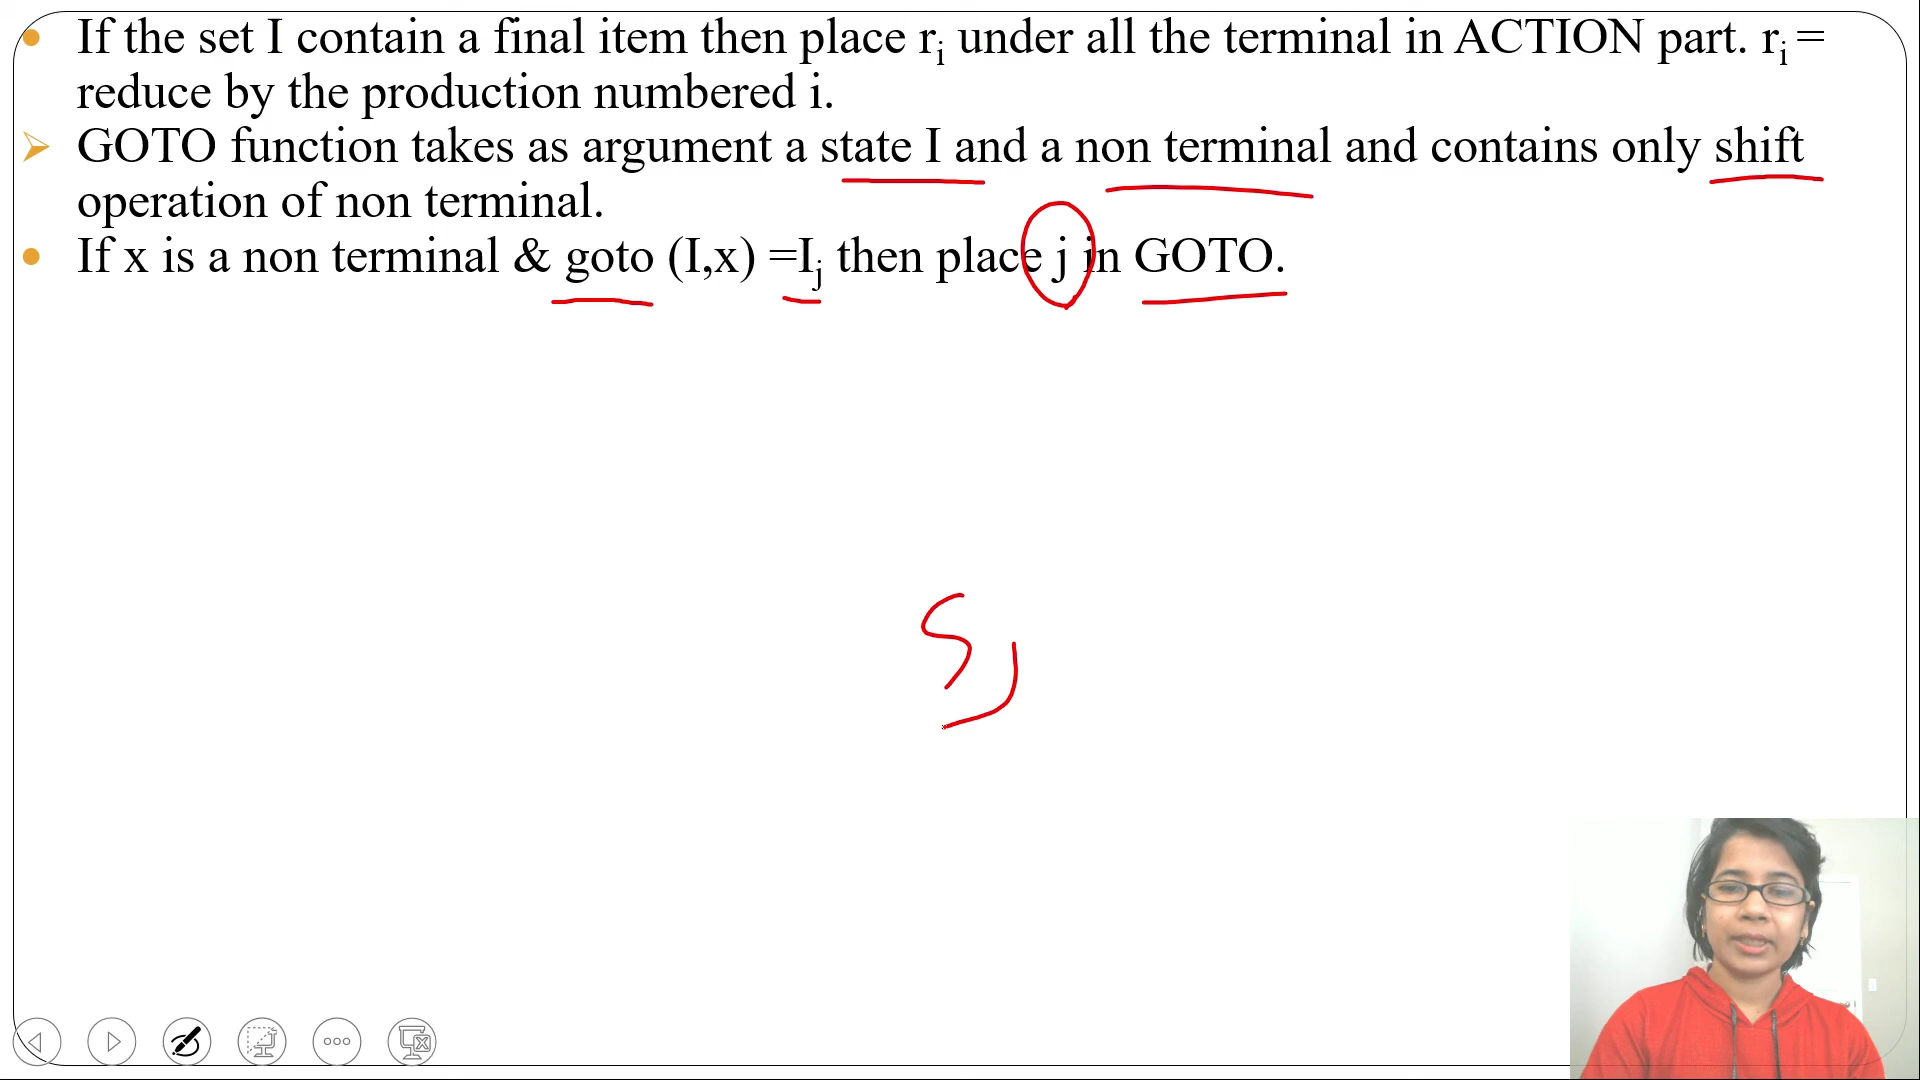 If the set I contain a final item then place ri under all the terminal in ACTION part. ri =
reduce by the production numbered i.
GOTO function takes as argument a state I and a non terminal and contains only shift
operation of non terminal.
If x is a non terminal & goto (I,x) =Ij then place j in GOTO.
Sj